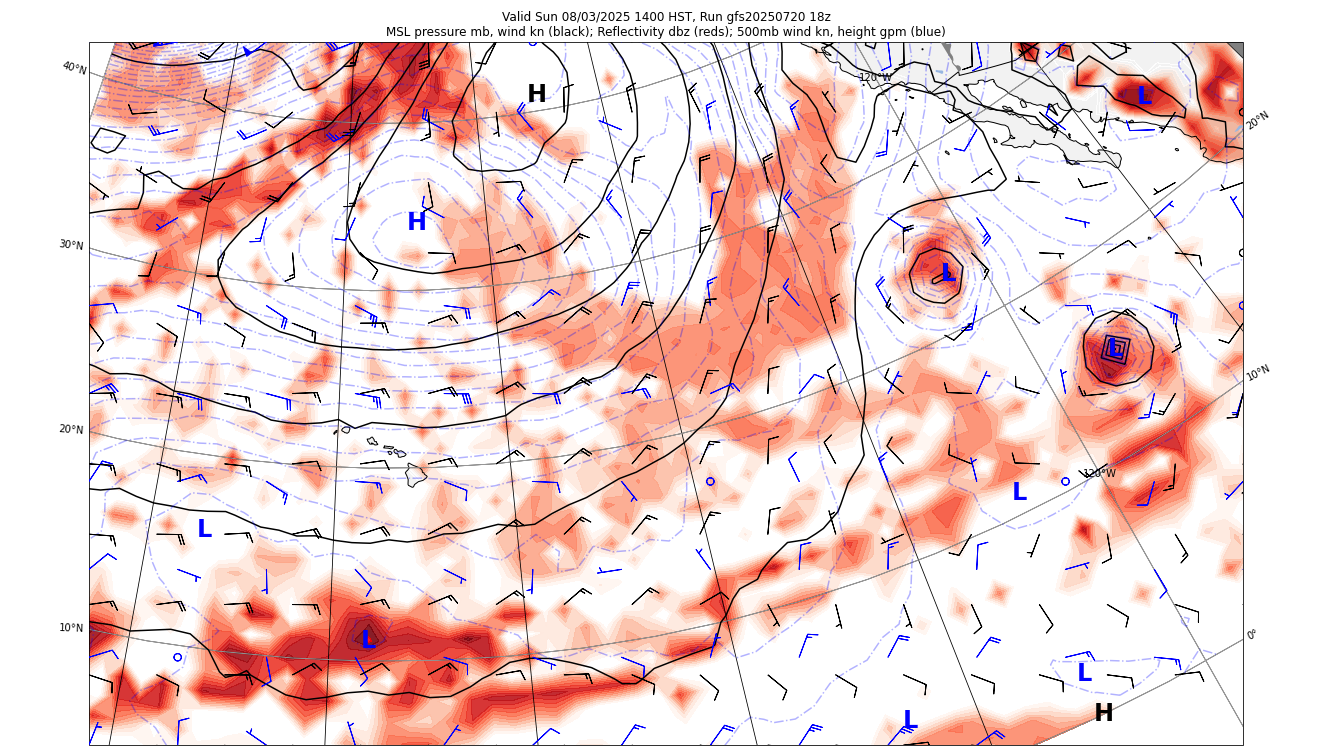 Valid Sun 08/03/2025 1400 HST, Run gfs20250720 18z
MSL pressure mb, wind kn (black); Reflectivity dbz (reds); 500mb wind kn, height gpm (blue)
40°N
120°W
H
L
20°N
H
30°N
L
L
10°N
20°N
120°W
L
L
10°N
L
0°
L
H
L